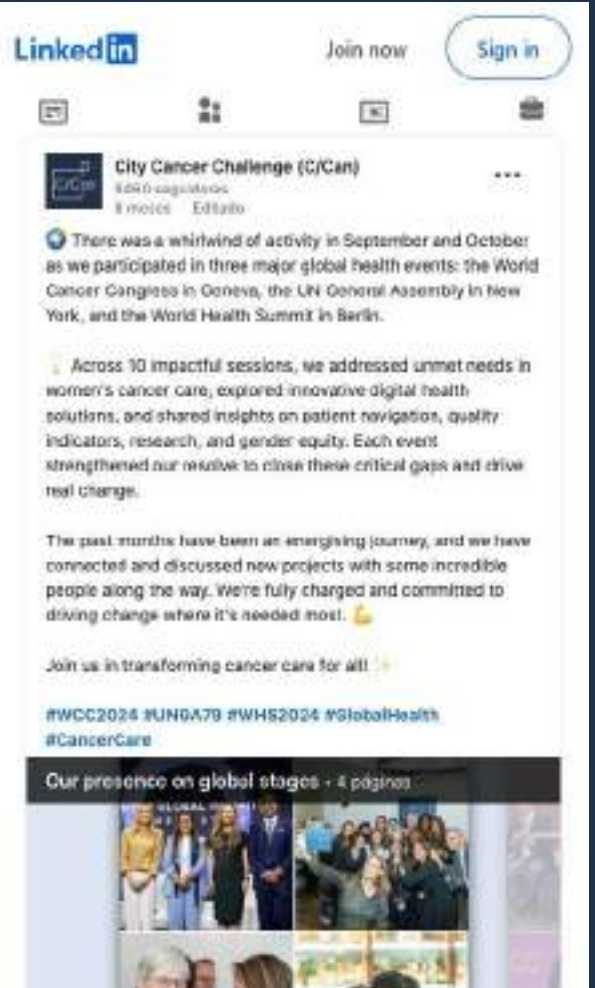 LinkedIn
Join now
Sign in
C/Can
City Cancer Challenge (C/Can)
seguidores
8 meses Editado
There was a whirlwind of activity in September and October
as we participated in three major global health events: the World
Cancer Congress in Geneva, the UN General Assembly in New
York, and the World Health Summit in Berlin.
Across 10 impactful sessions, we addressed unmet needs in
women's cancer care, explored innovative digital health
solutions, and shared insights on patient navigation, quality
indicators, research, and gender equity. Each event
strengthened our resolve to close these critical gaps and drive
real change.
The past months have been an energising journey, and we have
connected and discussed new projects with some incredible
people along the way. We're fully charged and committed to
driving change where it's needed most. 💪
Join us in transforming cancer care for all! ✨
#WCC2024 #UNGA79 #WHS2024 #GlobalHealth
#CancerCare
Our presence on global stages • 4 páginas
GLOBAL